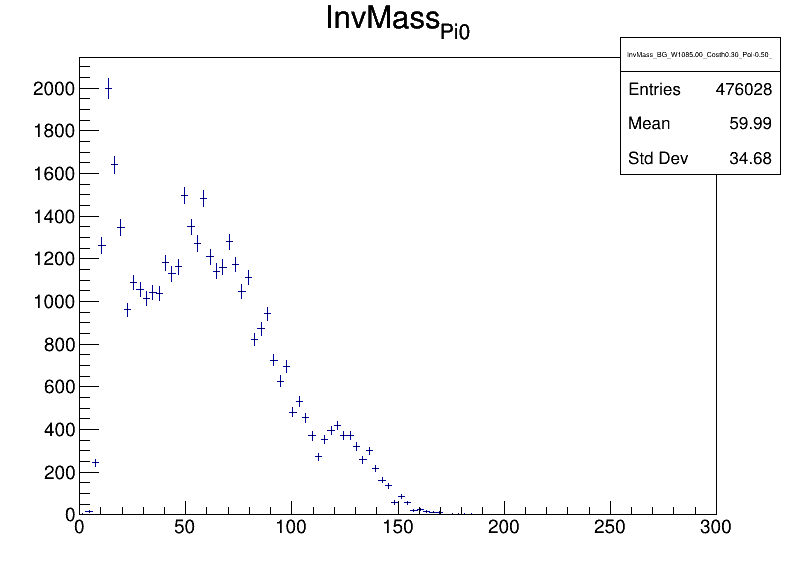 InvMass_Pi0
InvMass_BG_W1085.00_Costh0.30_Pol-0.50_
Entries 476028
Mean 59.99
Std Dev 34.68
2000
1800
1600
1400
1200
1000
800
600
400
200
0
0 50 100 150 200 250 300